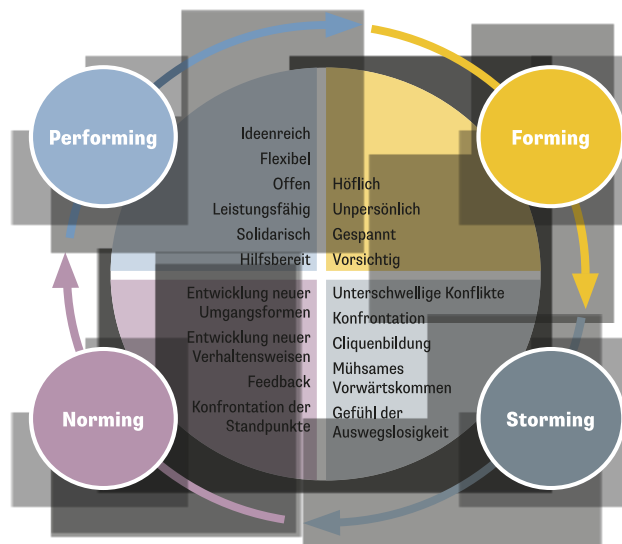 Performing
Ideenreich
Flexibel
Offen
Leistungsfähig
Solidarisch
Hilfsbereit
Forming
Höflich
Unpersönlich
Gespannt
Vorsichtig
Norming
Entwicklung neuer
Umgangsformen
Entwicklung neuer
Verhaltensweisen
Feedback
Konfrontation der
Standpunkte
Unterschwellige Konflikte
Konfrontation
Cliquenbildung
Mühsames
Vorwärtskommen
Gefühl der
Auswegslosigkeit
Storming